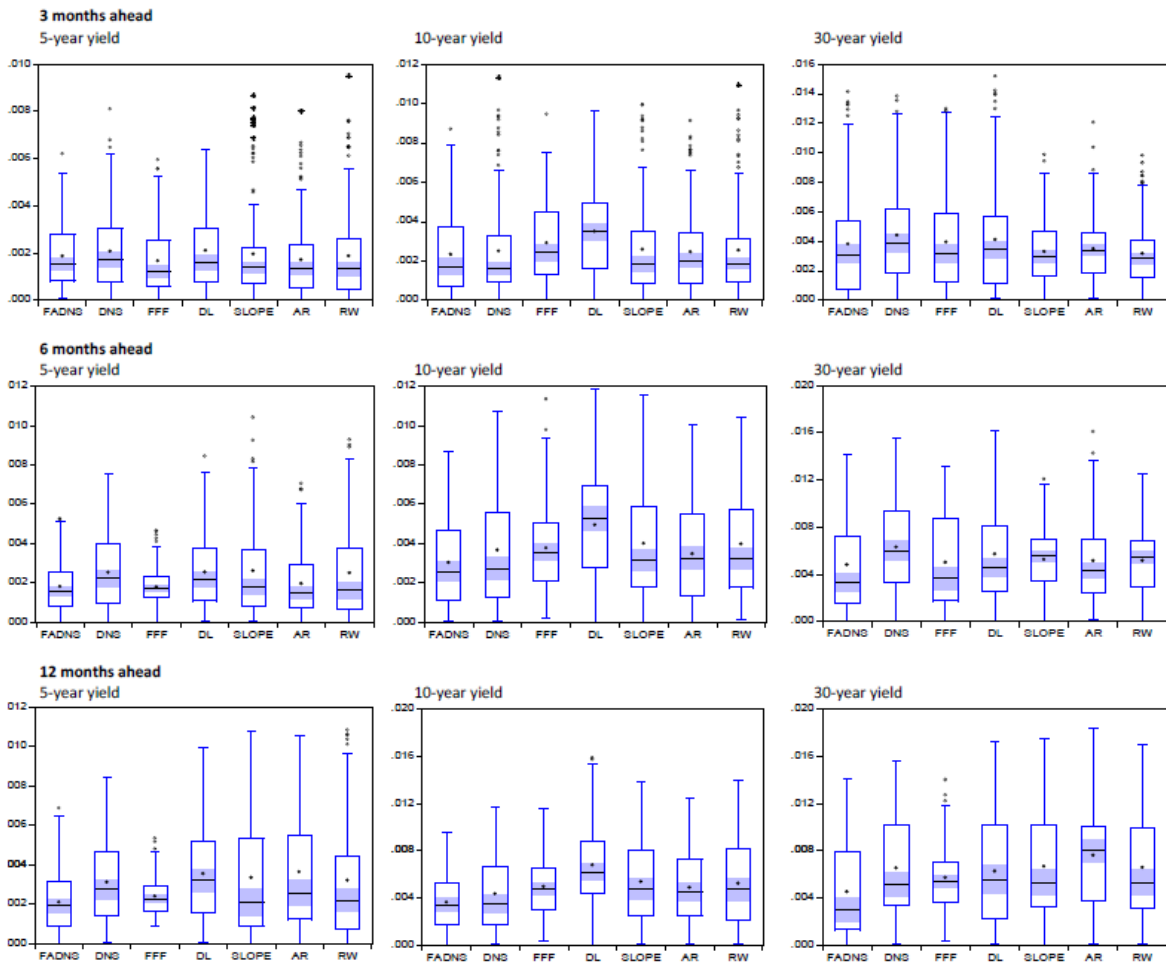 3 months ahead
5-year yield 10-year yield 30-year yield
.010 .012 .016
.014
.008 .010
.012
.008
.006 .010
.006 .008
.004
.006
.004
.002 .004
.002
.002
.000 .000 .000
FADNS DNS FFF DL SLOPE AR RW FADNS DNS FFF DL SLOPE AR RW FADNS DNS FFF DL SLOPE AR RW
6 months ahead
5-year yield 10-year yield 30-year yield
012 .012 .020
010 .010
.016
008 .008
.012
006 .006
.008
004 .004
.004
002 .002
000 .000 .000
FADNS DNS FFF DL SLOPE AR RW FADNS DNS FFF DL SLOPE AR RW FADNS DNS FFF DL SLOPE AR RW
12 months ahead
5-year yield 10-year yield 30-year yield
012 .020 .020
010
.016 .016
008
.012 .012
006
.008 .008
004
.004 .004
002
000 .000 .000
FADNS DNS FFF DL SLOPE AR RW FADNS DNS FFF DL SLOPE AR RW FADNS DNS FFF DL SLOPE AR RW